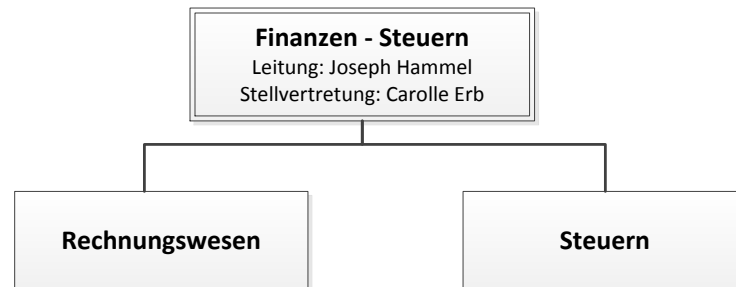 Finanzen - Steuern
Leitung: Joseph Hammel
Stellvertretung: Carolle Erb
Rechnungswesen
Steuern